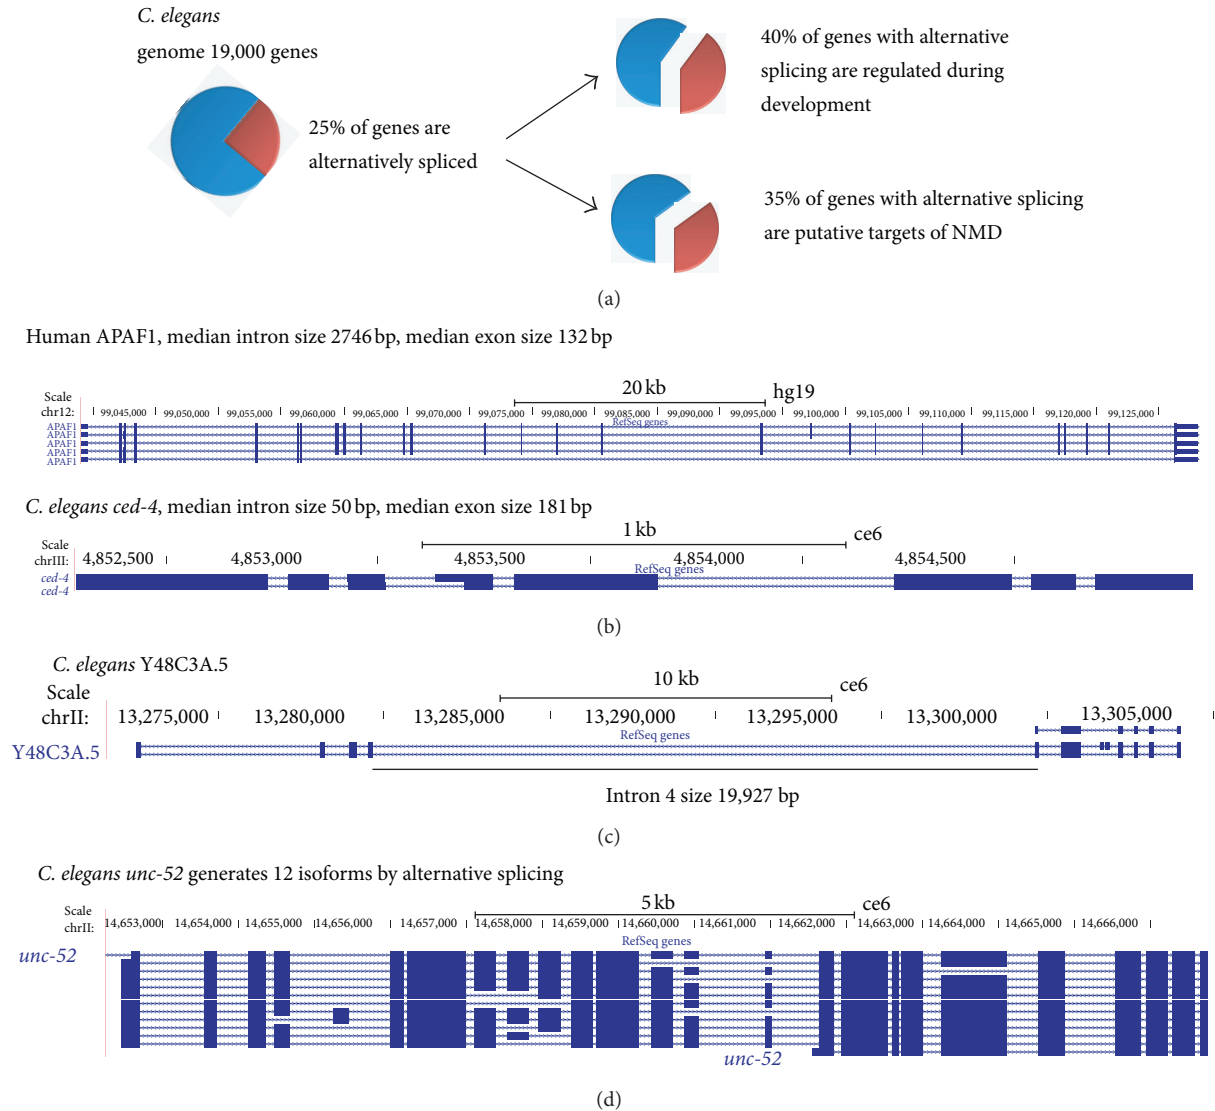 C. elegans
genome 19,000 genes
25% of genes are
alternatively spliced
40% of genes with alternative
splicing are regulated during
development
35% of genes with alternative splicing
are putative targets of NMD
(a)
Human APAF1, median intron size 2746 bp, median exon size 132 bp
Scale
20 kb
hg19
chr12:
99,045,000
99,050,000
99,055,000
99,060,000
99,065,000
99,070,000
99,075,000
99,080,000
99,085,000
99,090,000
99,095,000
99,100,000
99,105,000
99,110,000
99,115,000
99,120,000
99,125,000
RefSeq genes
APAF1
APAF1
APAF1
APAF1
APAF1
C. elegans ced-4, median intron size 50 bp, median exon size 181 bp
Scale
1 kb
ce6
chrIII:
4,852,500
4,853,000
4,853,500
4,854,000
4,854,500
RefSeq genes
ced-4
ced-4
(b)
C. elegans Y48C3A.5
Scale
10 kb
ce6
chrII:
13,275,000
13,280,000
13,285,000
13,290,000
13,295,000
13,300,000
13,305,000
RefSeq genes
Y48C3A.5
Intron 4 size 19,927 bp
(c)
C. elegans unc-52 generates 12 isoforms by alternative splicing
Scale
5 kb
ce6
chrII:
14,653,000
14,654,000
14,655,000
14,656,000
14,657,000
14,658,000
14,659,000
14,660,000
14,661,000
14,662,000
14,663,000
14,664,000
14,665,000
14,666,000
RefSeq genes
unc-52
unc-52
(d)